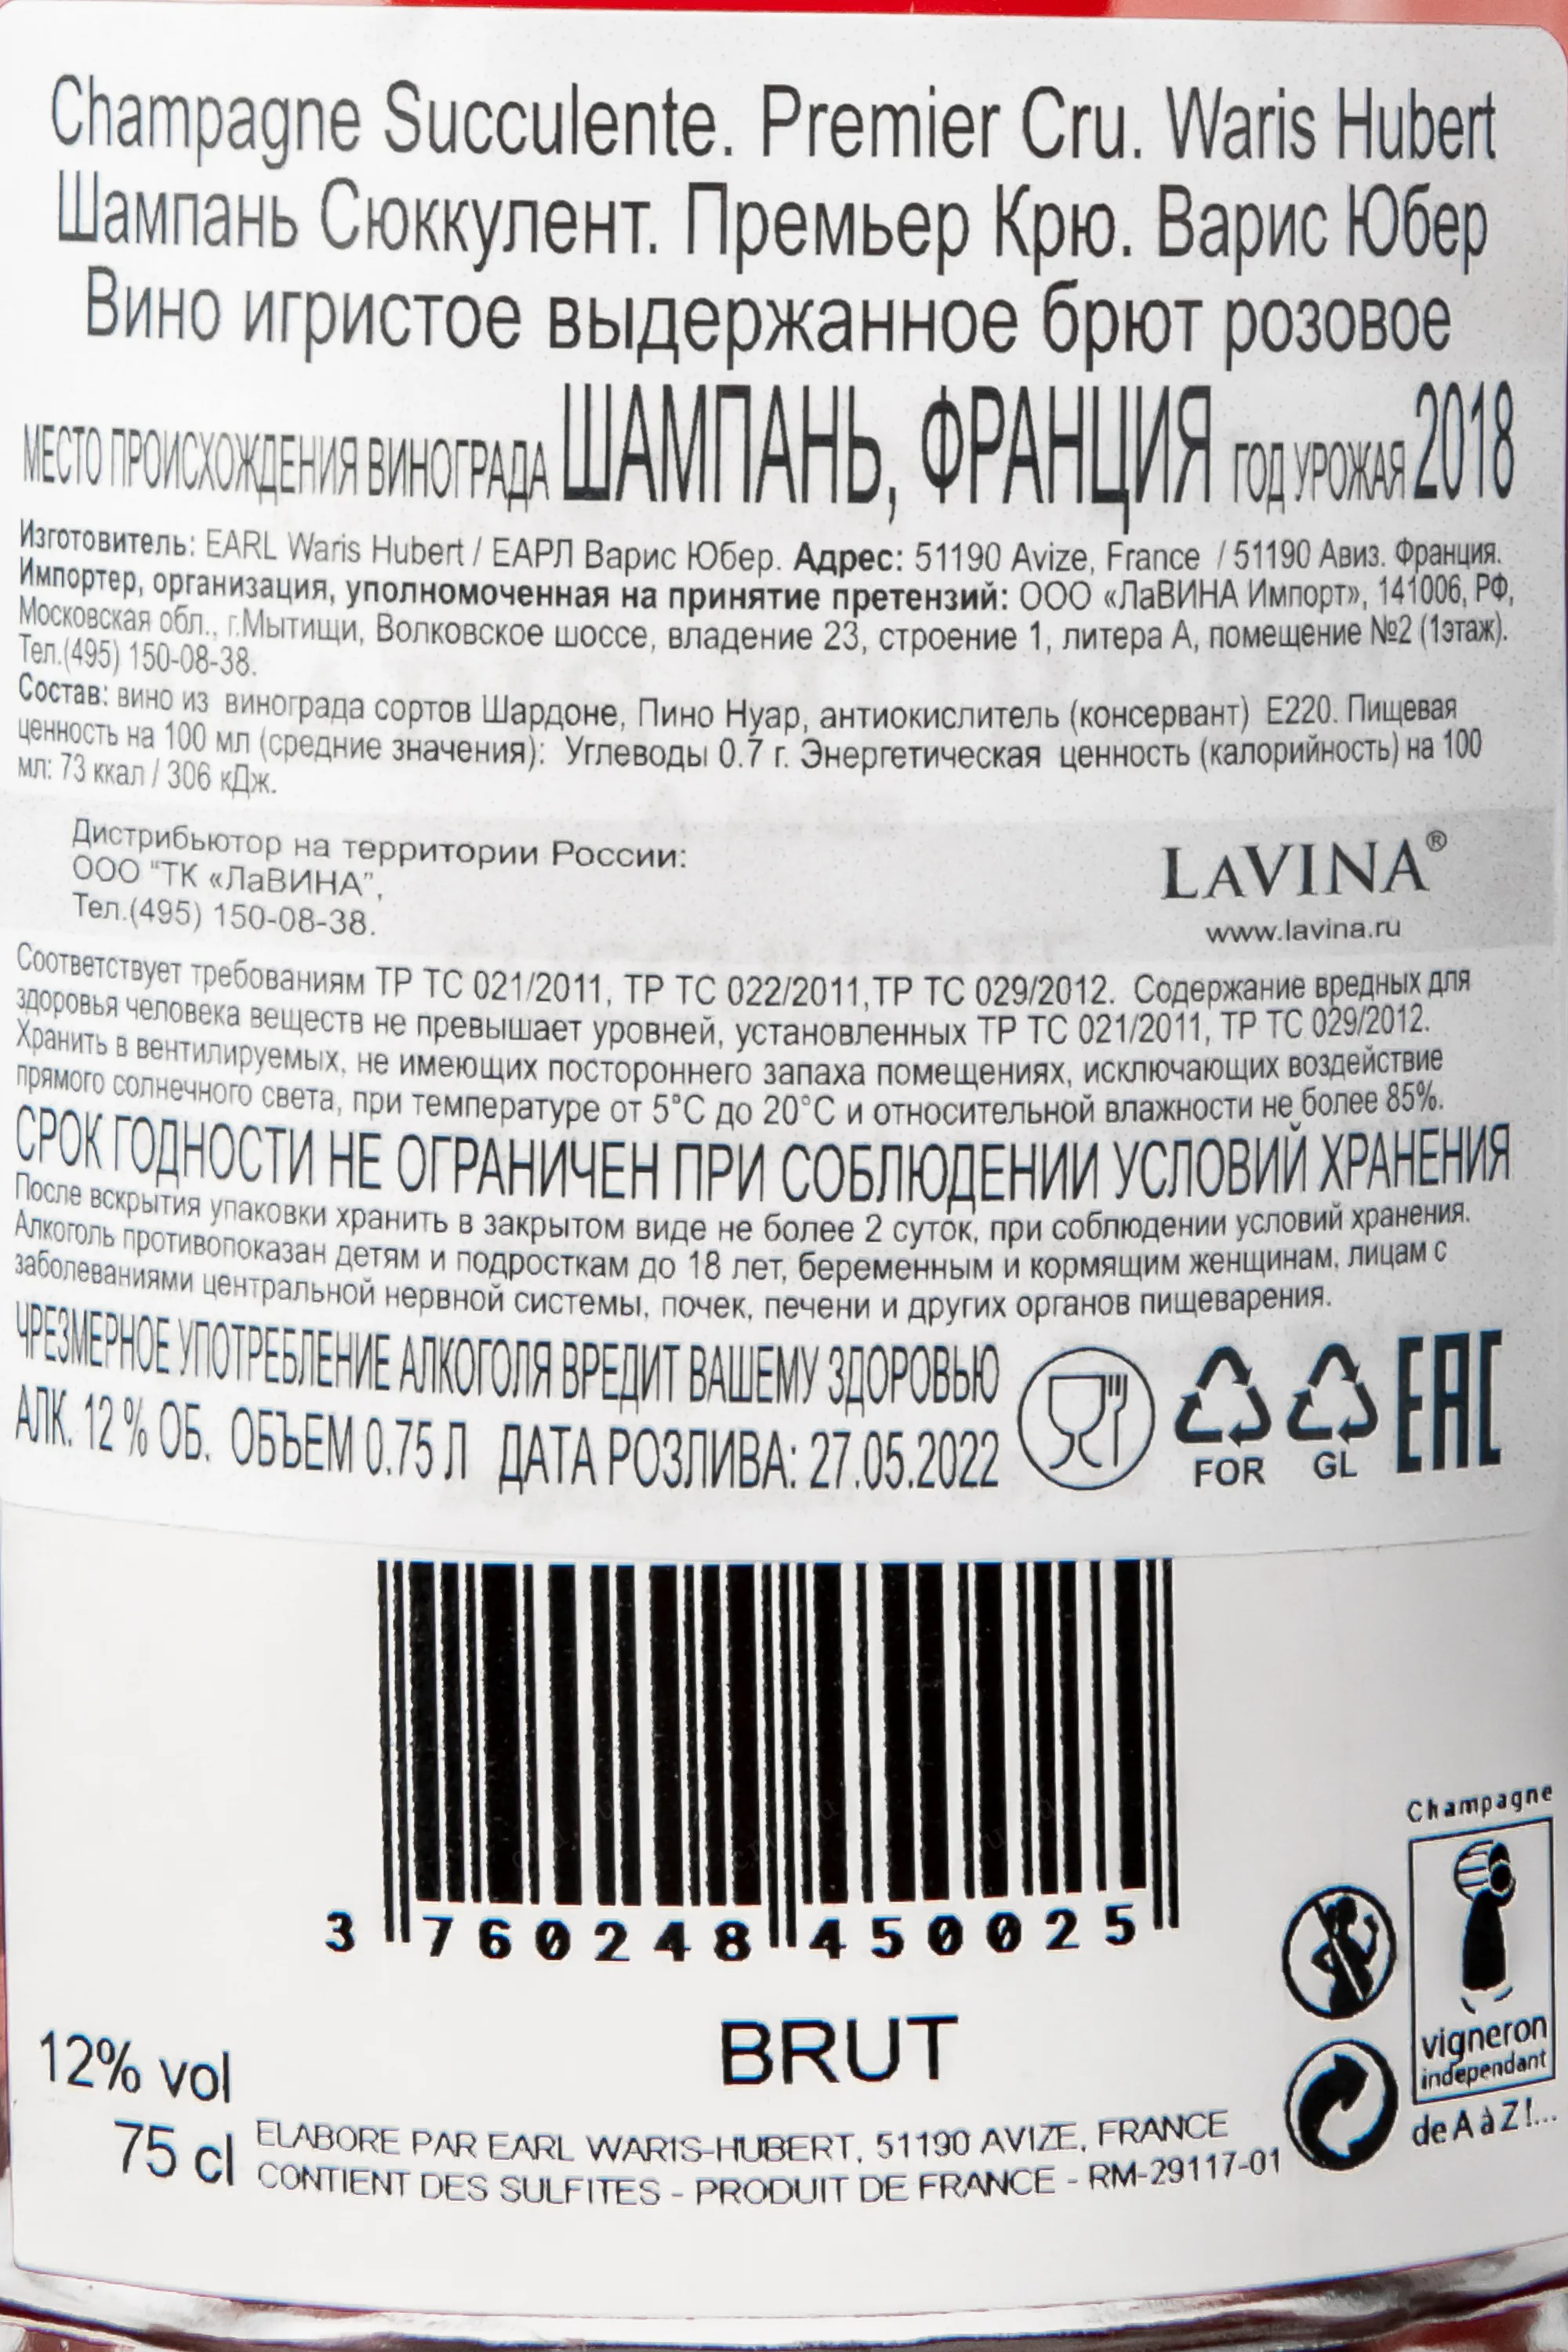 Champagne Succulente. Premier Cru. Waris Hubert
Шампань Сюккулент. Премьер Крю. Варис Юбер
Вино игристое выдержанное брют розовое
МЕСТО ПРОИСХОЖДЕНИЯ ВИНОГРАДА ШАМПАНЬ, ФРАНЦИЯ ГОД УРОЖАЯ 2018
Изготовитель: EARL Waris Hubert / ЕАРЛ Варис Юбер. Адрес: 51190 Avize, France / 51190 Авиз. Франция.
Импортер, организация, уполномоченная на принятие претензий: ООО «ЛаВИНА Импорт», 141006, РФ,
Московская обл., г.Мытищи, Волковское шоссе, владение 23, строение 1, литера А, помещение №2 (1этаж).
Тел.(495) 150-08-38.
Состав: вино из винограда сортов Шардоне, Пино Нуар, антиокислитель (консервант) Е220. Пищевая
ценность на 100 мл (средние значения): Углеводы 0.7 г. Энергетическая ценность (калорийность) на 100
мл: 73 ккал / 306 кДж.
Дистрибьютор на территории России:
ООО "ТК «ЛаВИНА",
Тел.(495) 150-08-38.
LAVINA®
www.lavina.ru
Соответствует требованиям ТР ТС 021/2011, ТР ТС 022/2011,ТР ТС 029/2012. Содержание вредных для
здоровья человека веществ не превышает уровней, установленных ТР ТС 021/2011, ТР ТС 029/2012.
Хранить в вентилируемых, не имеющих постороннего запаха помещениях, исключающих воздействие
прямого солнечного света, при температуре от 5°С до 20°С и относительной влажности не более 85%.
СРОК ГОДНОСТИ НЕ ОГРАНИЧЕН ПРИ СОБЛЮДЕНИИ УСЛОВИЙ ХРАНЕНИЯ
После вскрытия упаковки хранить в закрытом виде не более 2 суток, при соблюдении условий хранения.
Алкоголь противопоказан детям и подросткам до 18 лет, беременным и кормящим женщинам, лицам с
заболеваниями центральной нервной системы, почек, печени и других органов пищеварения.
ЧРЕЗМЕРНОЕ УПОТРЕБЛЕНИЕ АЛКОГОЛЯ ВРЕДИТ ВАШЕМУ ЗДОРОВЬЮ
АЛК. 12 % ОБ. ОБЪЕМ 0.75 Л ДАТА РОЗЛИВА: 27.05.2022
FOR GL EAC
3 760248 450025
Champagne
vigneron
indépendant
de A à Z !...
BRUT
12% vol
75 cl
ELABORE PAR EARL WARIS-HUBERT, 51190 AVIZE, FRANCE
CONTIENT DES SULFITES - PRODUIT DE FRANCE - RM-29117-01